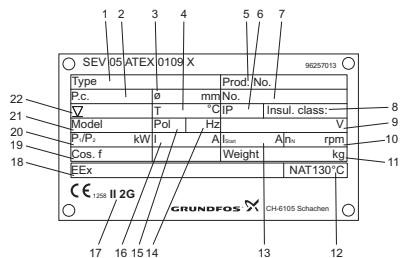 1 2 3 4 5 6 7
SEV 05 ATEX 0109 X 96257013
Type Prod. No.
P.c. ø mm No.
T °C IP Insul. class: 8
22
21 Model Pol Hz V 9
20 P1/P2 kW I A IStart A nN rpm 10
19 Cos. f Weight kg 11
18 EEx NAT130°C
CE 1258 II 2G
GRUNDFOS CH-6105 Schachen
17 16 15 14 13 12